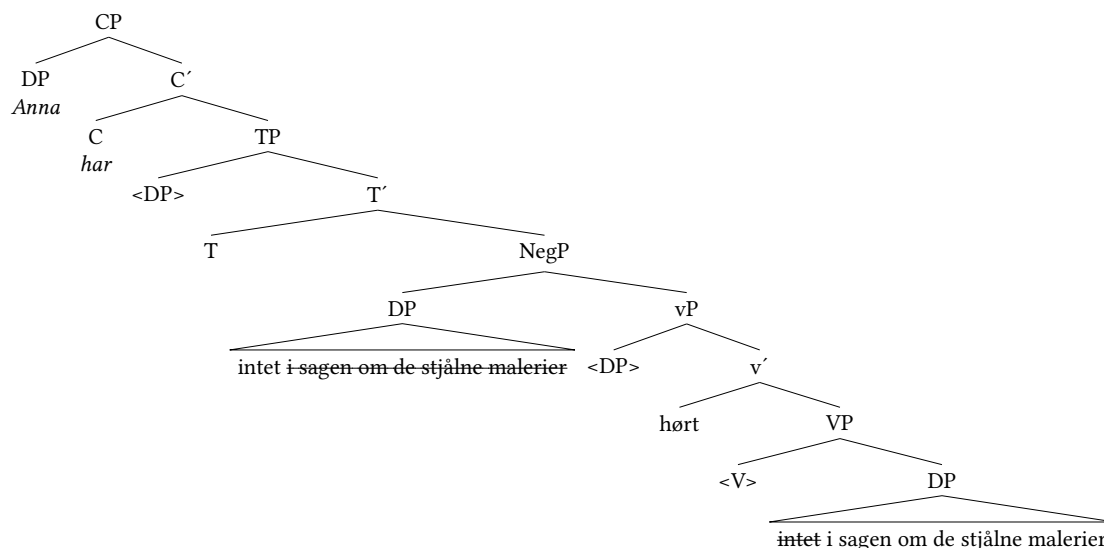 CP
DP
C´
Anna
C
TP
har
<DP>
T´
T
NegP
DP
vP
intet i sagen om de stjålne malerier
<DP>
v´
hørt
VP
<V>
DP
intet i sagen om de stjålne malerier